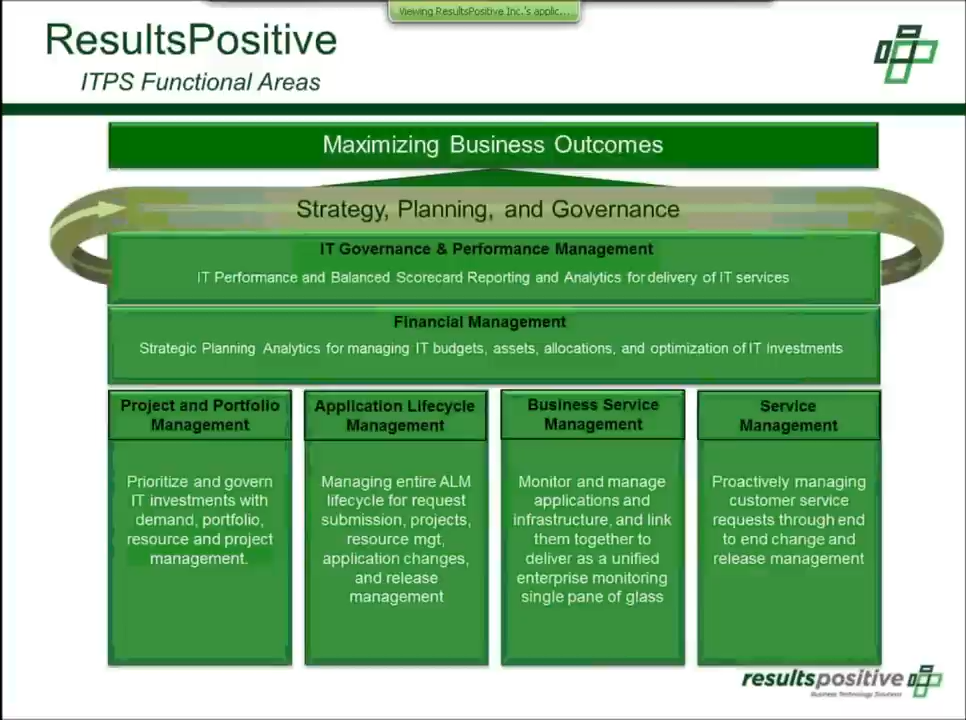 Viewing ResultsPositive Inc.'s applic...
ResultsPositive
ITPS Functional Areas
Maximizing Business Outcomes
Strategy, Planning, and Governance
IT Governance & Performance Management
IT Performance and Balanced Scorecard Reporting and Analytics for delivery of IT services
Financial Management
Strategic Planning Analytics for managing IT budgets, assets, allocations, and optimization of IT Investments
Project and Portfolio
Management
Prioritize and govern
IT investments with
demand, portfolio,
resource and project
management.
Application Lifecycle
Management
Managing entire ALM
lifecycle for request
submission, projects,
resource mgt,
application changes,
and release
management
Business Service
Management
Monitor and manage
applications and
infrastructure, and link
them together to
deliver as a unified
enterprise monitoring
single pane of glass
Service
Management
Proactively managing
customer service
requests through end
to end change and
release management
resultspositive
Business Technology Solutions